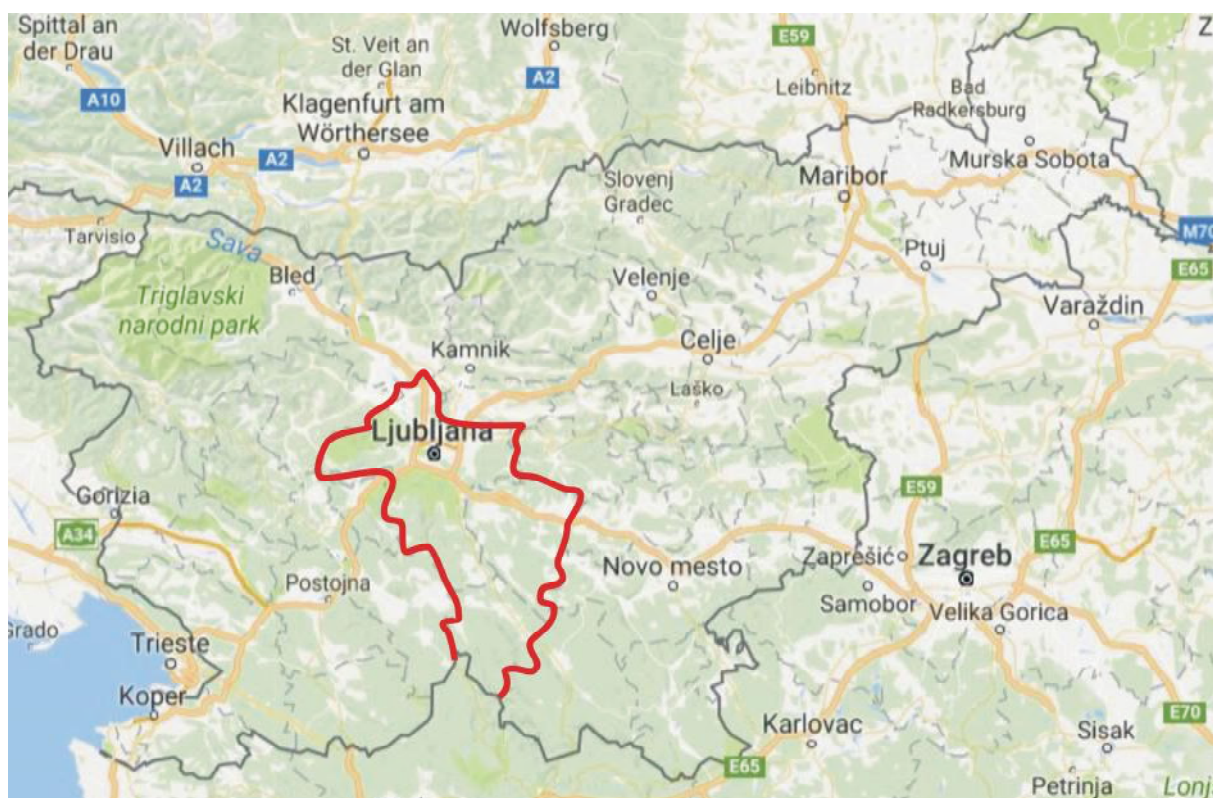 Spittal an
der Drau
Wolfsberg
E59
Z
St. Veit an
der Glan
A2
Leibnitz
Bad
Radkersburg
A10
Klagenfurt am
Wörthersee
Villach
A2
A2
Murska Sobota
Slovenj
Gradec
Maribor
Tarvisio
Sava
M70
Ptuj
Bled
Velenje
E65
Triglavski
narodni park
Varaždin
Kamnik
Celje
Laško
Ljubljana
Gorizia
E59
A34
E65
Postojna
Novo mesto
Zaprešić
Zagreb
Samobor
Velika Gorica
Grado
Trieste
Koper
Karlovac
E70
Sisak
E65
Petrinja
Lonj